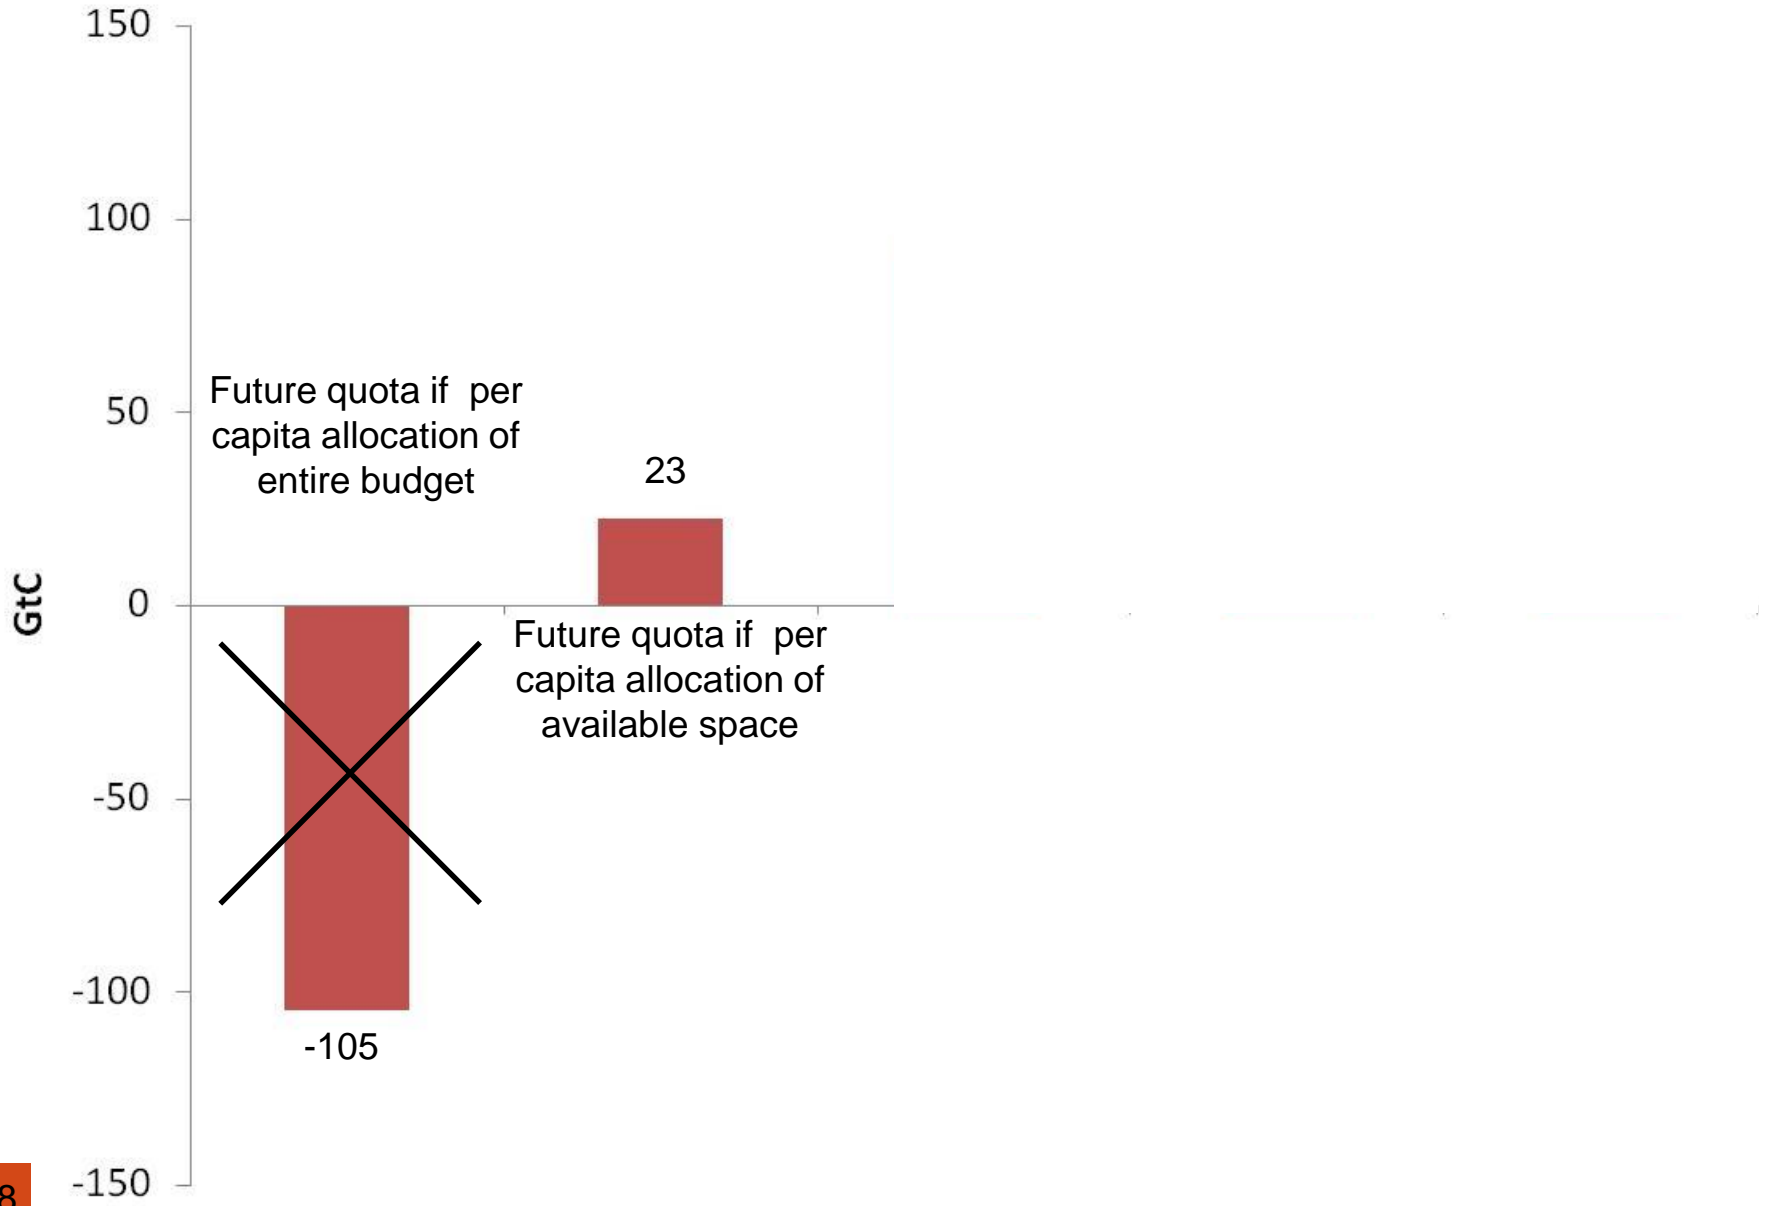 150
100
50
0
-50
-100
-150
GtC
Future quota if  per
capita allocation of
entire budget
23
Future quota if  per
capita allocation of
available space
-105
8